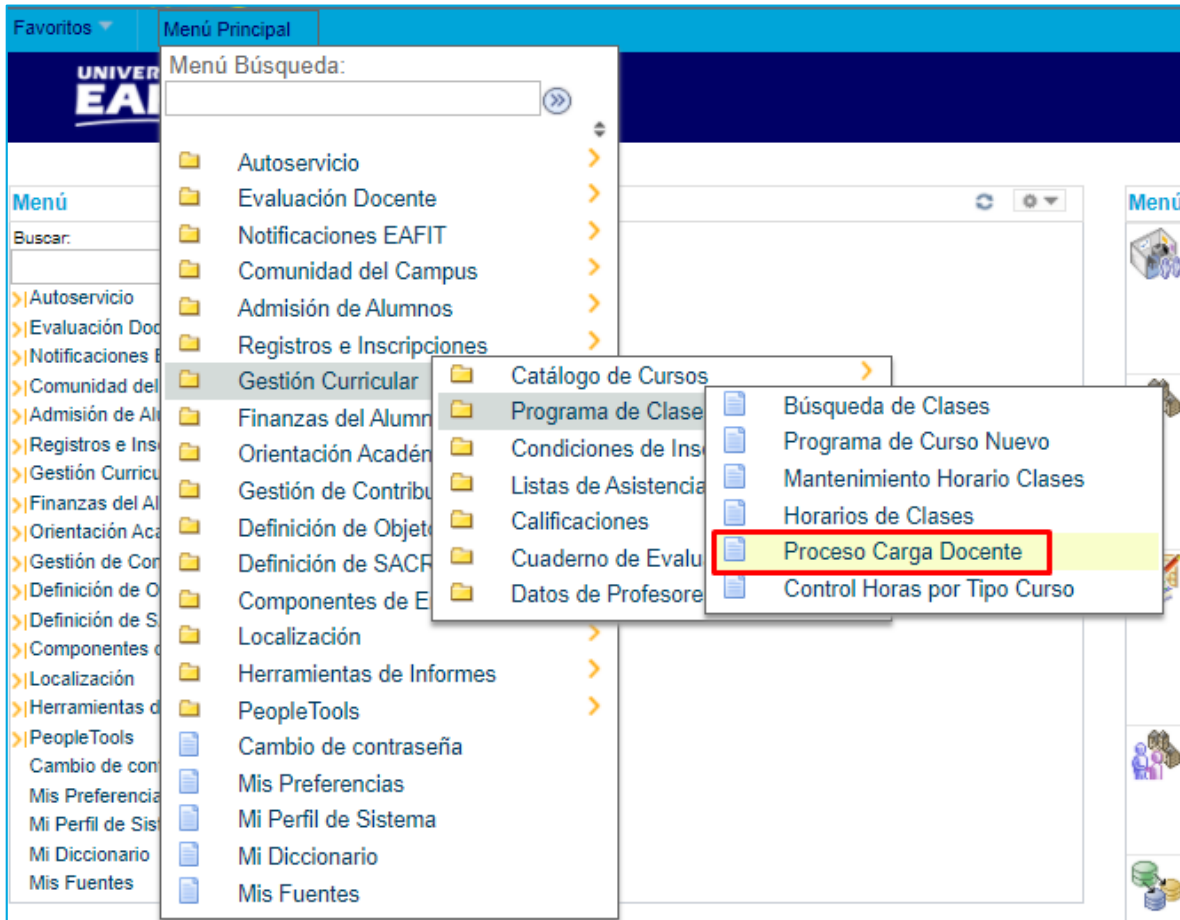 Favoritos
Menú Principal
UNIVER
EAI
Menú Búsqueda:
Autoservicio
Evaluación Docente
Notificaciones EAFIT
Comunidad del Campus
Admisión de Alumnos
Registros e Inscripciones
Gestión Curricular
Finanzas del Alumn
Orientación Académ
Gestión de Contribu
Definición de Objeto
Definición de SACR
Componentes de E
Localización
Herramientas de Informes
PeopleTools
Cambio de contraseña
Mis Preferencias
Mi Perfil de Sistema
Mi Diccionario
Mis Fuentes
Catálogo de Cursos
Programa de Clase
Condiciones de Ins
Listas de Asistencia
Calificaciones
Cuaderno de Evalu
Datos de Profesore
Búsqueda de Clases
Programa de Curso Nuevo
Mantenimiento Horario Clases
Horarios de Clases
Proceso Carga Docente
Control Horas por Tipo Curso
Menú
Buscar:
Autoservicio
Evaluación Doc
Notificaciones E
Comunidad del
Admisión de Alu
Registros e Ins
Gestión Curricu
Finanzas del Al
Orientación Aca
Gestión de Con
Definición de O
Definición de S
Componentes d
Localización
Herramientas d
PeopleTools
Cambio de con
Mis Preferencia
Mi Perfil de Sist
Mi Diccionario
Mis Fuentes
Menú